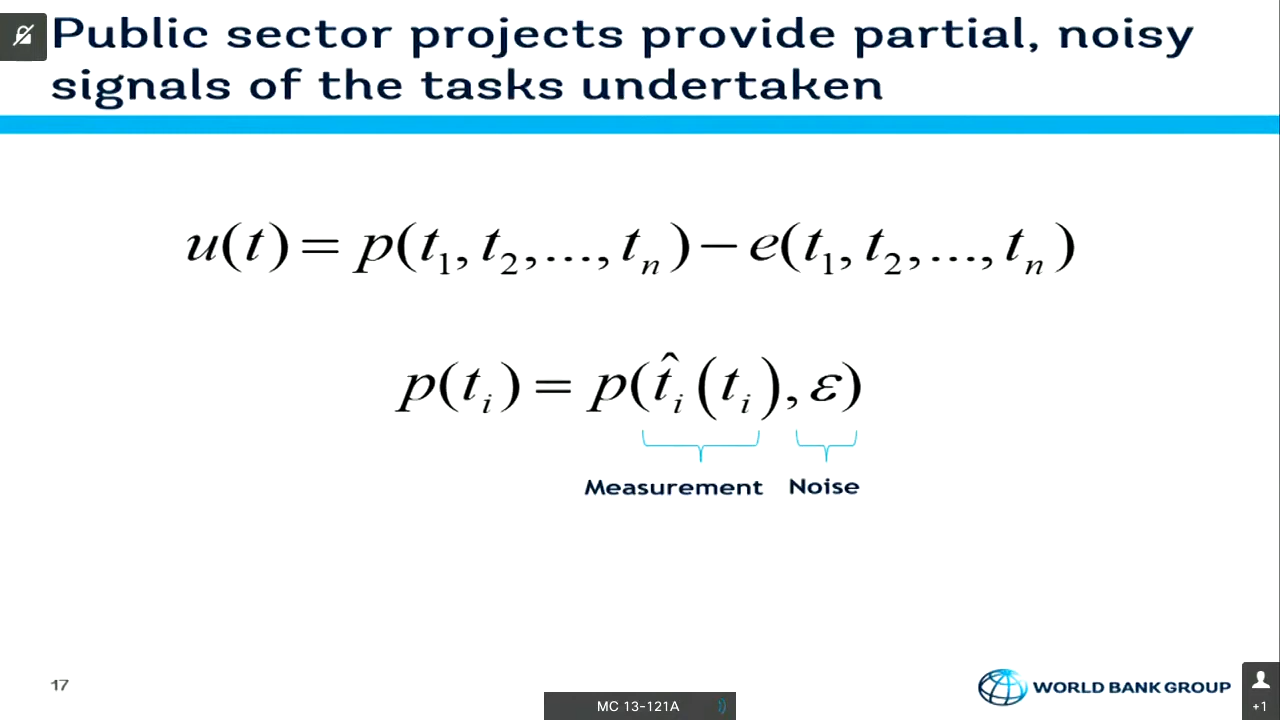 Public sector projects provide partial, noisy
signals of the tasks undertaken
u(t) = p(t₁, t₂,..., tₙ) − e(t₁, t₂,..., tₙ)
p(tᵢ) = p(t̂ᵢ(tᵢ), ε)
Measurement Noise
17
WORLD BANK GROUP
MC 13-121A
+1